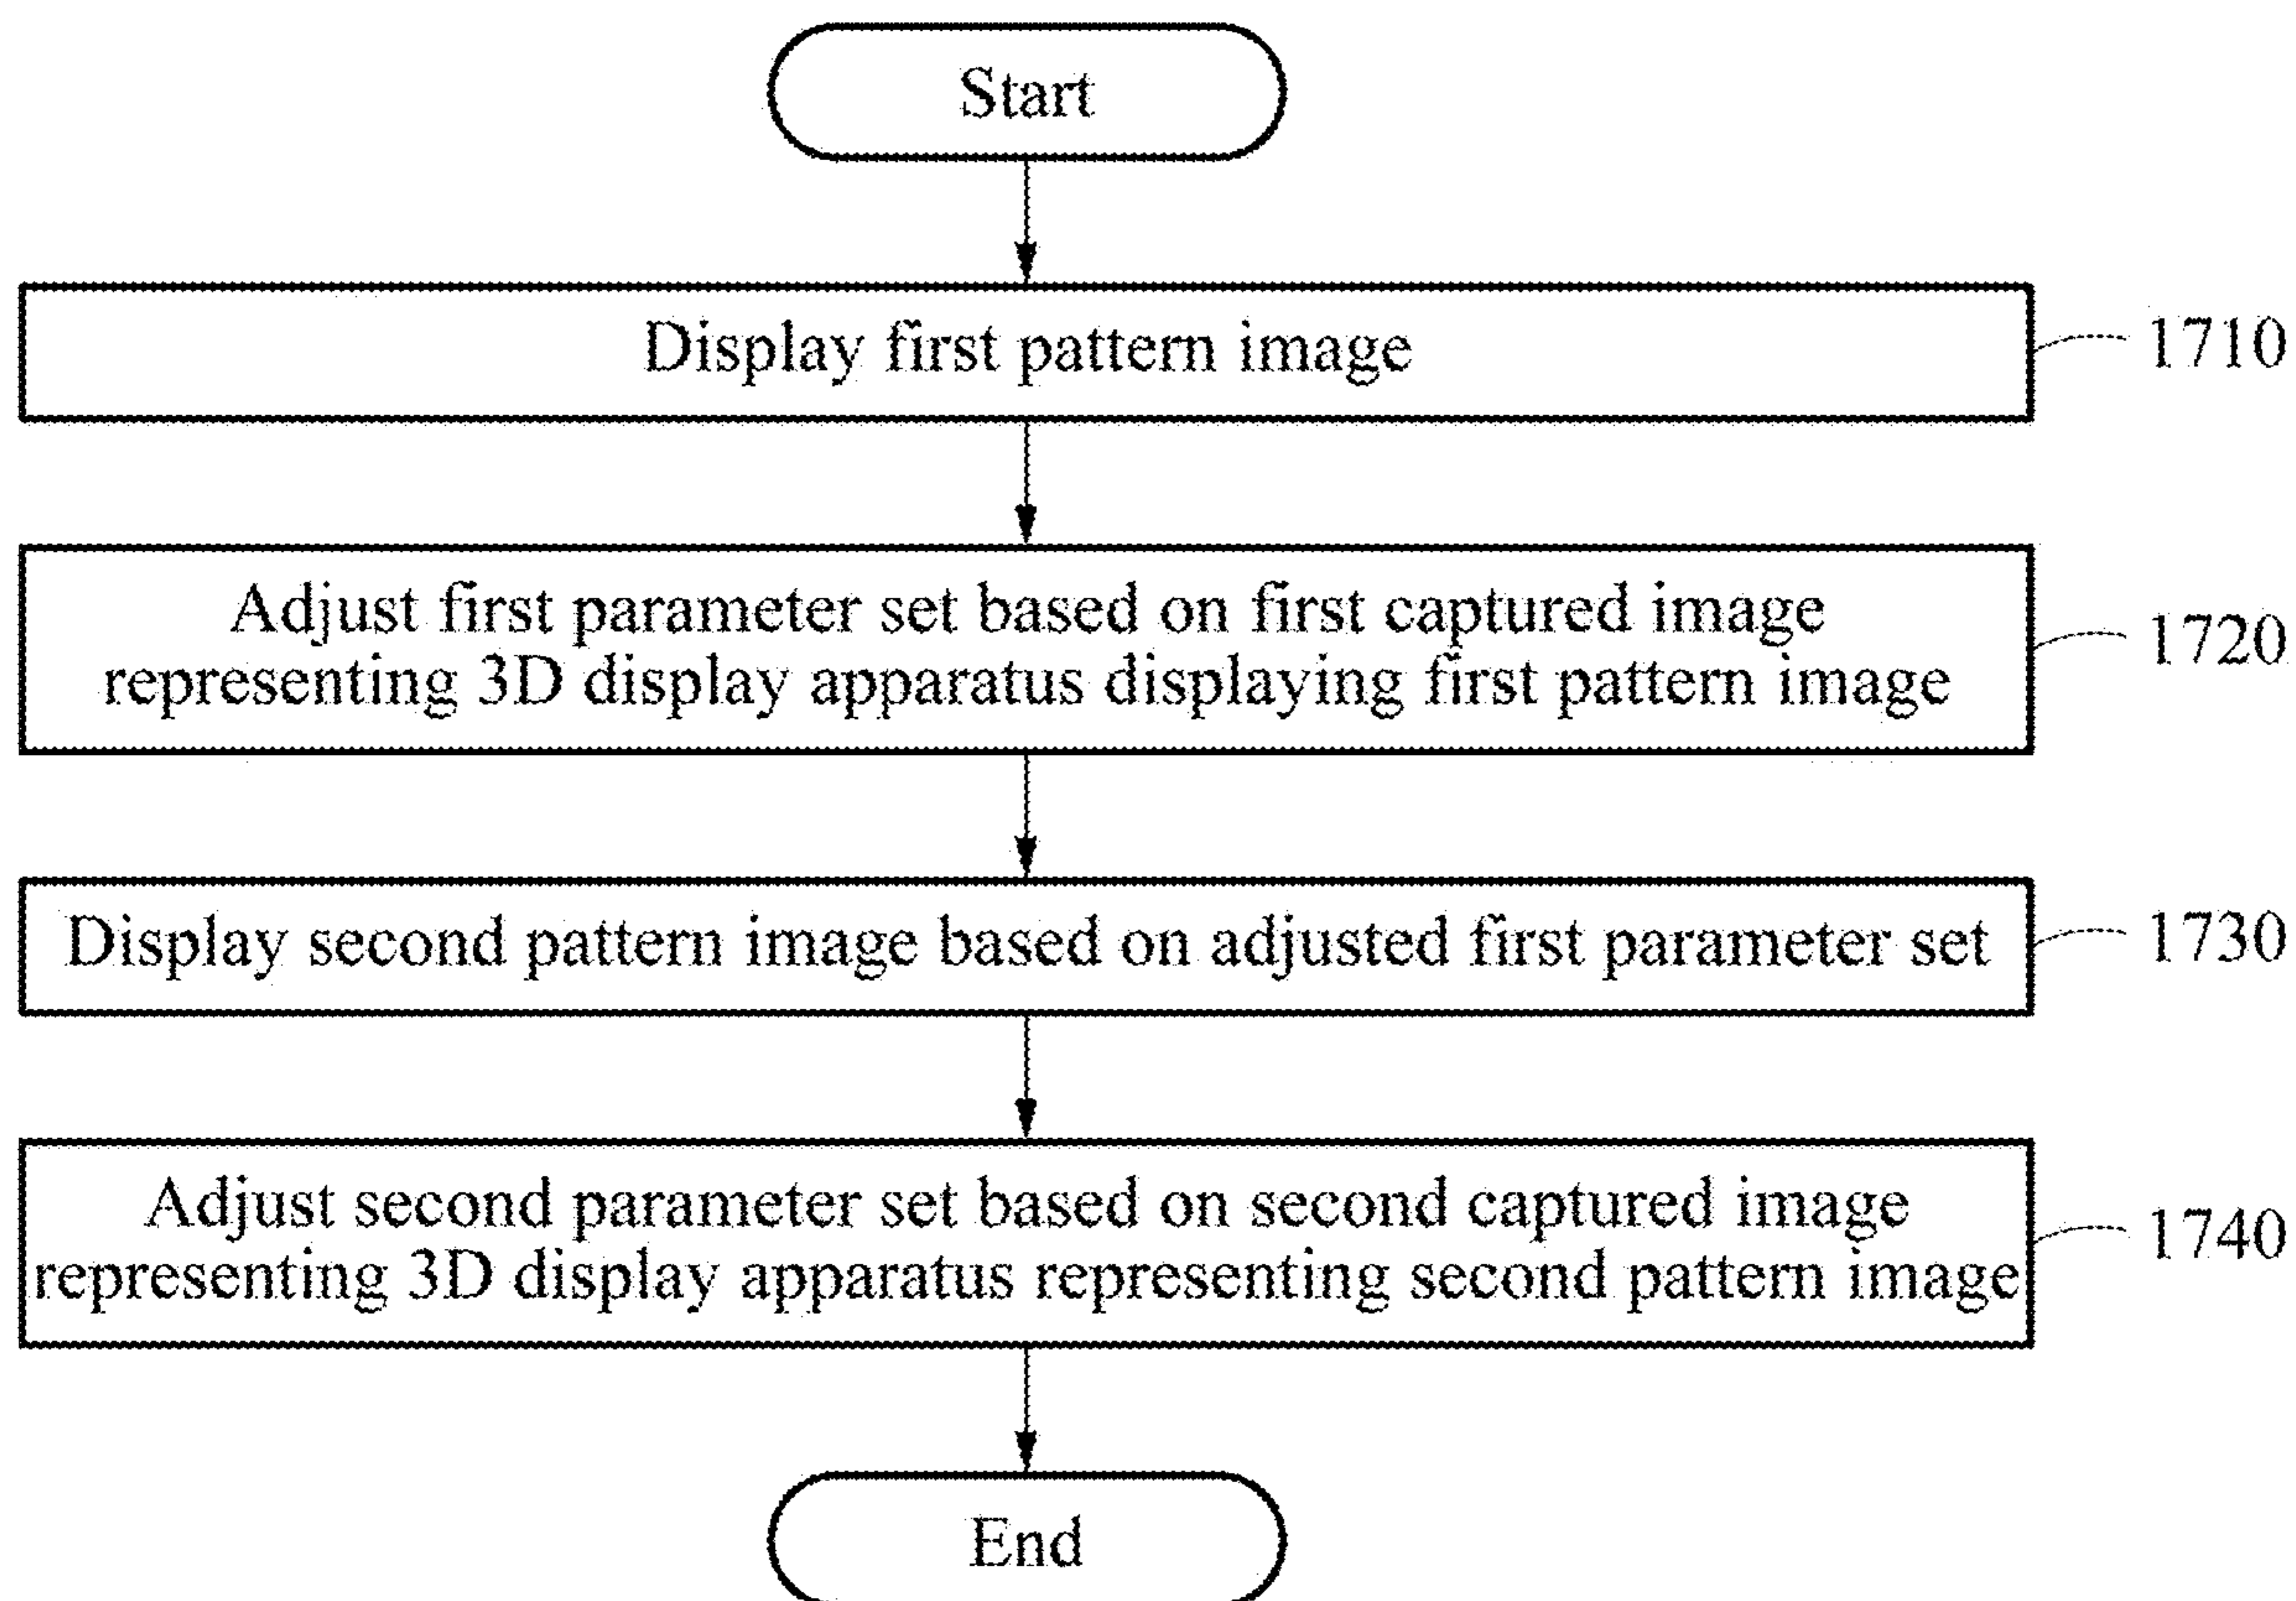 Start
Display first pattern image
1710
Adjust first parameter set based on first captured image
representing 3D display apparatus displaying first pattern image
1720
Display second pattern image based on adjusted first parameter set
1730
Adjust second parameter set based on second captured image
representing 3D display apparatus representing second pattern image
1740
End